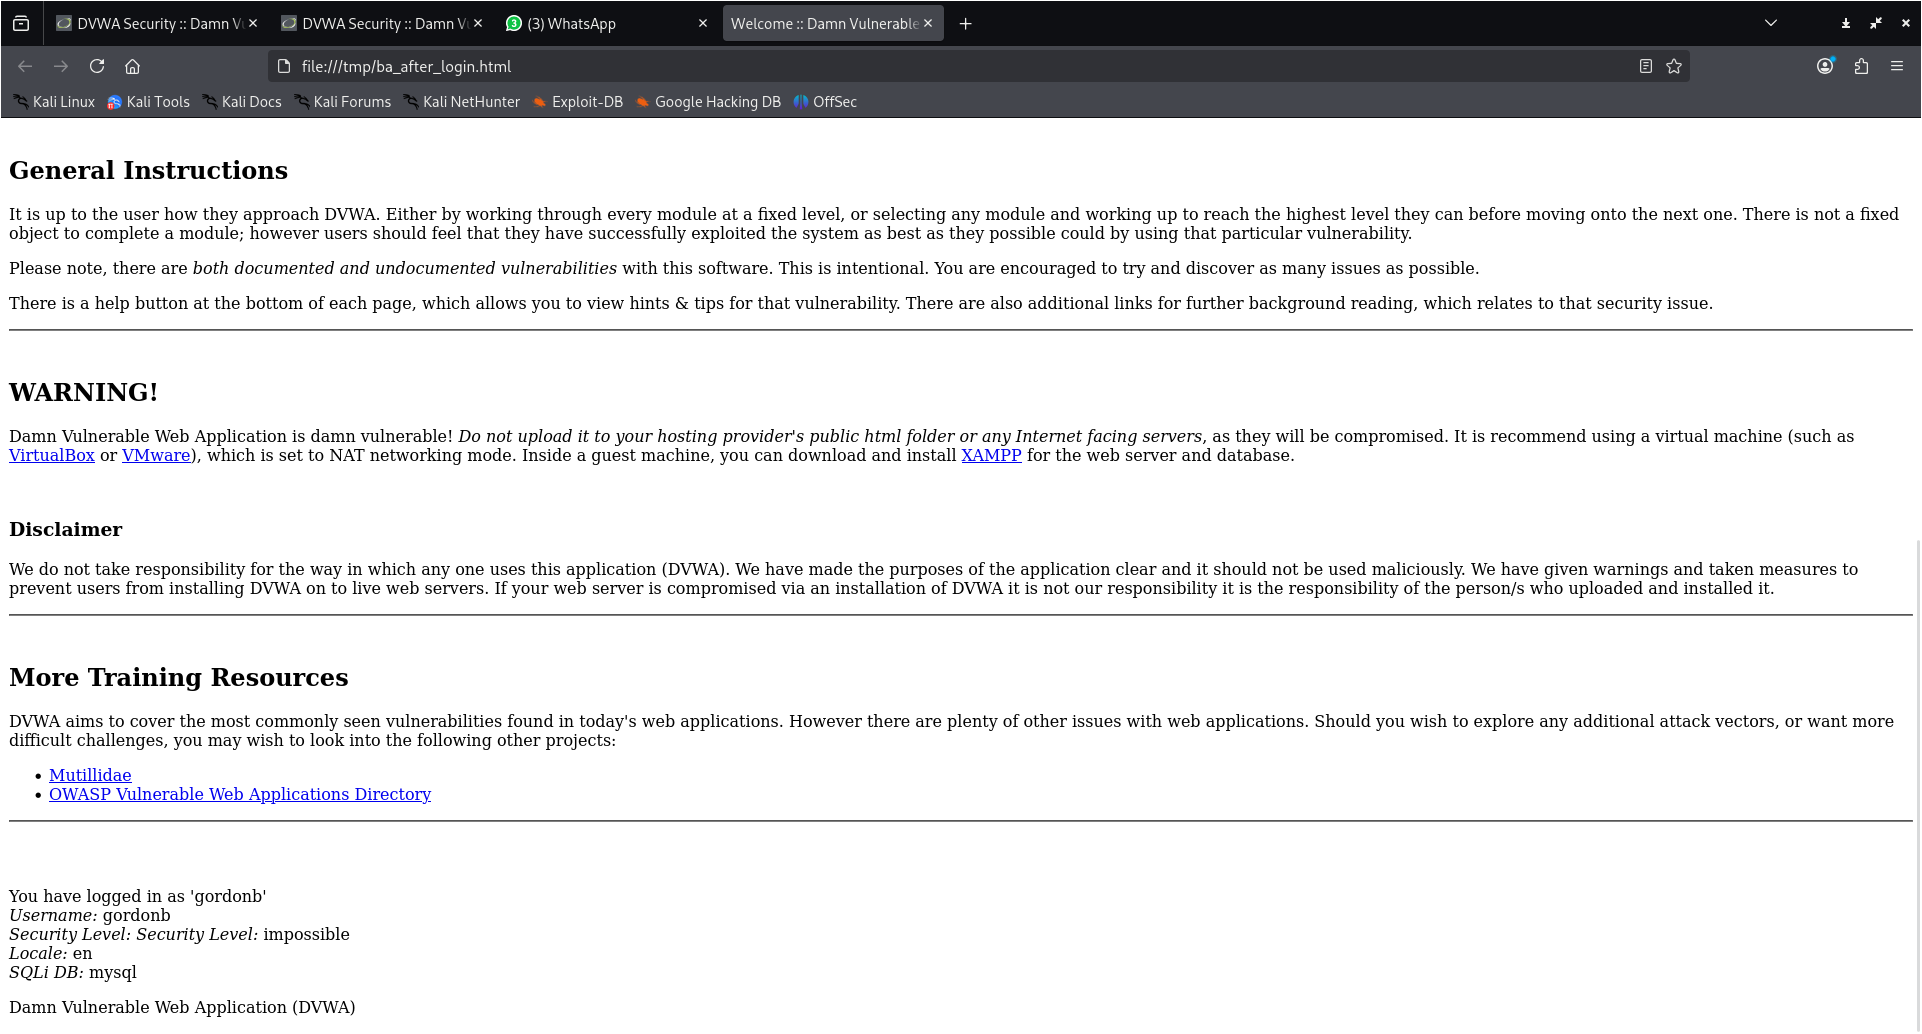 DVWA Security :: Damn Vu
DVWA Security :: Damn Vu
(3) WhatsApp
Welcome :: Damn Vulnerable
file:///tmp/ba_after_login.html
Kali Linux
Kali Tools
Kali Docs
Kali Forums
Kali NetHunter
Exploit-DB
Google Hacking DB
OffSec
General Instructions
It is up to the user how they approach DVWA. Either by working through every module at a fixed level, or selecting any module and working up to reach the highest level they can before moving onto the next one. There is not a fixed
object to complete a module; however users should feel that they have successfully exploited the system as best as they possible could by using that particular vulnerability.
Please note, there are both documented and undocumented vulnerabilities with this software. This is intentional. You are encouraged to try and discover as many issues as possible.
There is a help button at the bottom of each page, which allows you to view hints & tips for that vulnerability. There are also additional links for further background reading, which relates to that security issue.
WARNING!
Damn Vulnerable Web Application is damn vulnerable! Do not upload it to your hosting provider's public html folder or any Internet facing servers, as they will be compromised. It is recommend using a virtual machine (such as
VirtualBox or VMware), which is set to NAT networking mode. Inside a guest machine, you can download and install XAMPP for the web server and database.
Disclaimer
We do not take responsibility for the way in which any one uses this application (DVWA). We have made the purposes of the application clear and it should not be used maliciously. We have given warnings and taken measures to
prevent users from installing DVWA on to live web servers. If your web server is compromised via an installation of DVWA it is not our responsibility it is the responsibility of the person/s who uploaded and installed it.
More Training Resources
DVWA aims to cover the most commonly seen vulnerabilities found in today's web applications. However there are plenty of other issues with web applications. Should you wish to explore any additional attack vectors, or want more
difficult challenges, you may wish to look into the following other projects:
• Mutillidae
• OWASP Vulnerable Web Applications Directory
You have logged in as 'gordonb'
Username: gordonb
Security Level: Security Level: impossible
Locale: en
SQLi DB: mysql
Damn Vulnerable Web Application (DVWA)